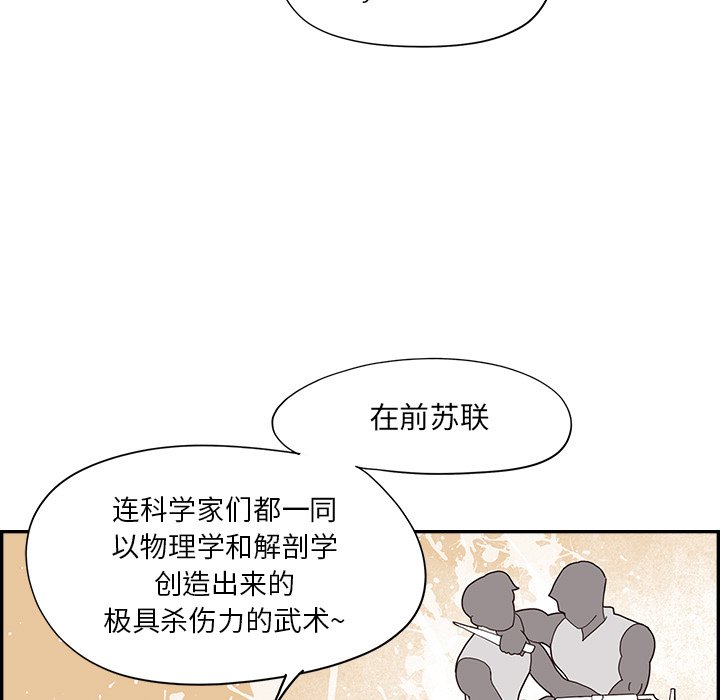 在前苏联
连科学家们都一同
以物理学和解剖学
创造出来的
极具杀伤力的武术~